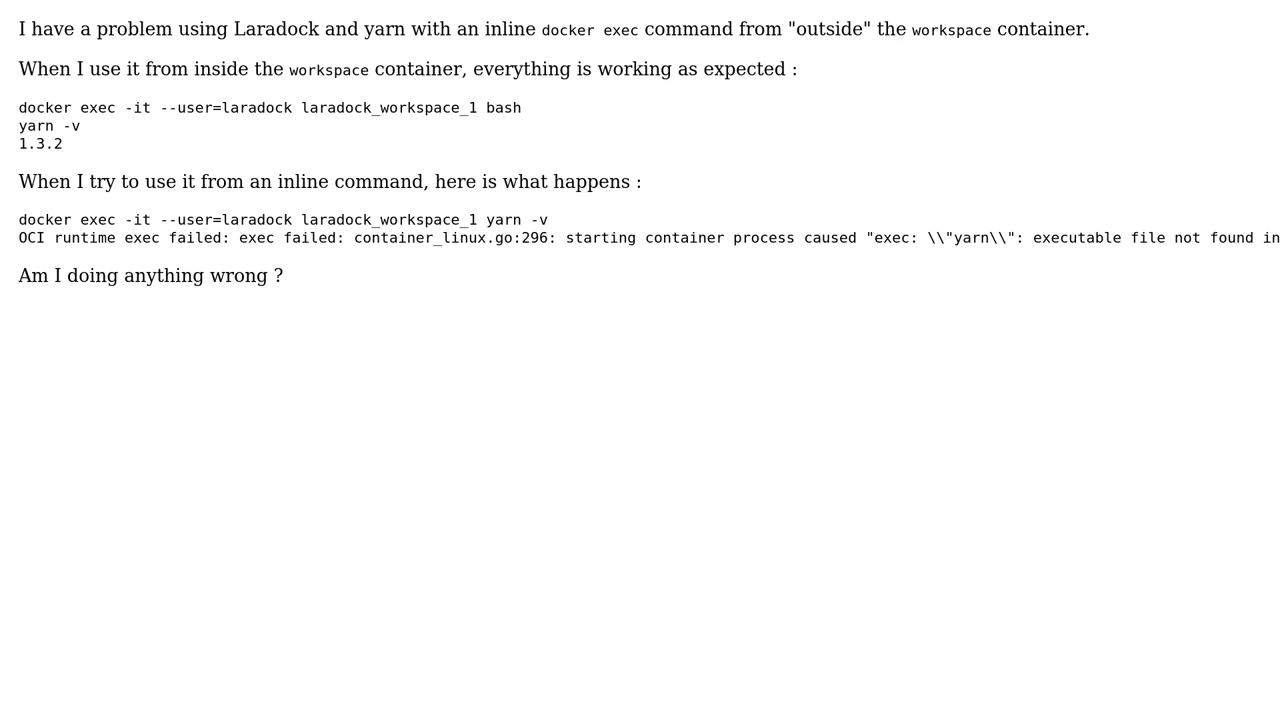 I have a problem using Laradock and yarn with an inline docker exec command from "outside" the workspace container.
When I use it from inside the workspace container, everything is working as expected :
docker exec -it --user=laradock laradock_workspace_1 bash
yarn -v
1.3.2
When I try to use it from an inline command, here is what happens :
docker exec -it --user=laradock laradock_workspace_1 yarn -v
OCI runtime exec failed: exec failed: container_linux.go:296: starting container process caused "exec: \\"yarn\\": executable file not found in
Am I doing anything wrong ?